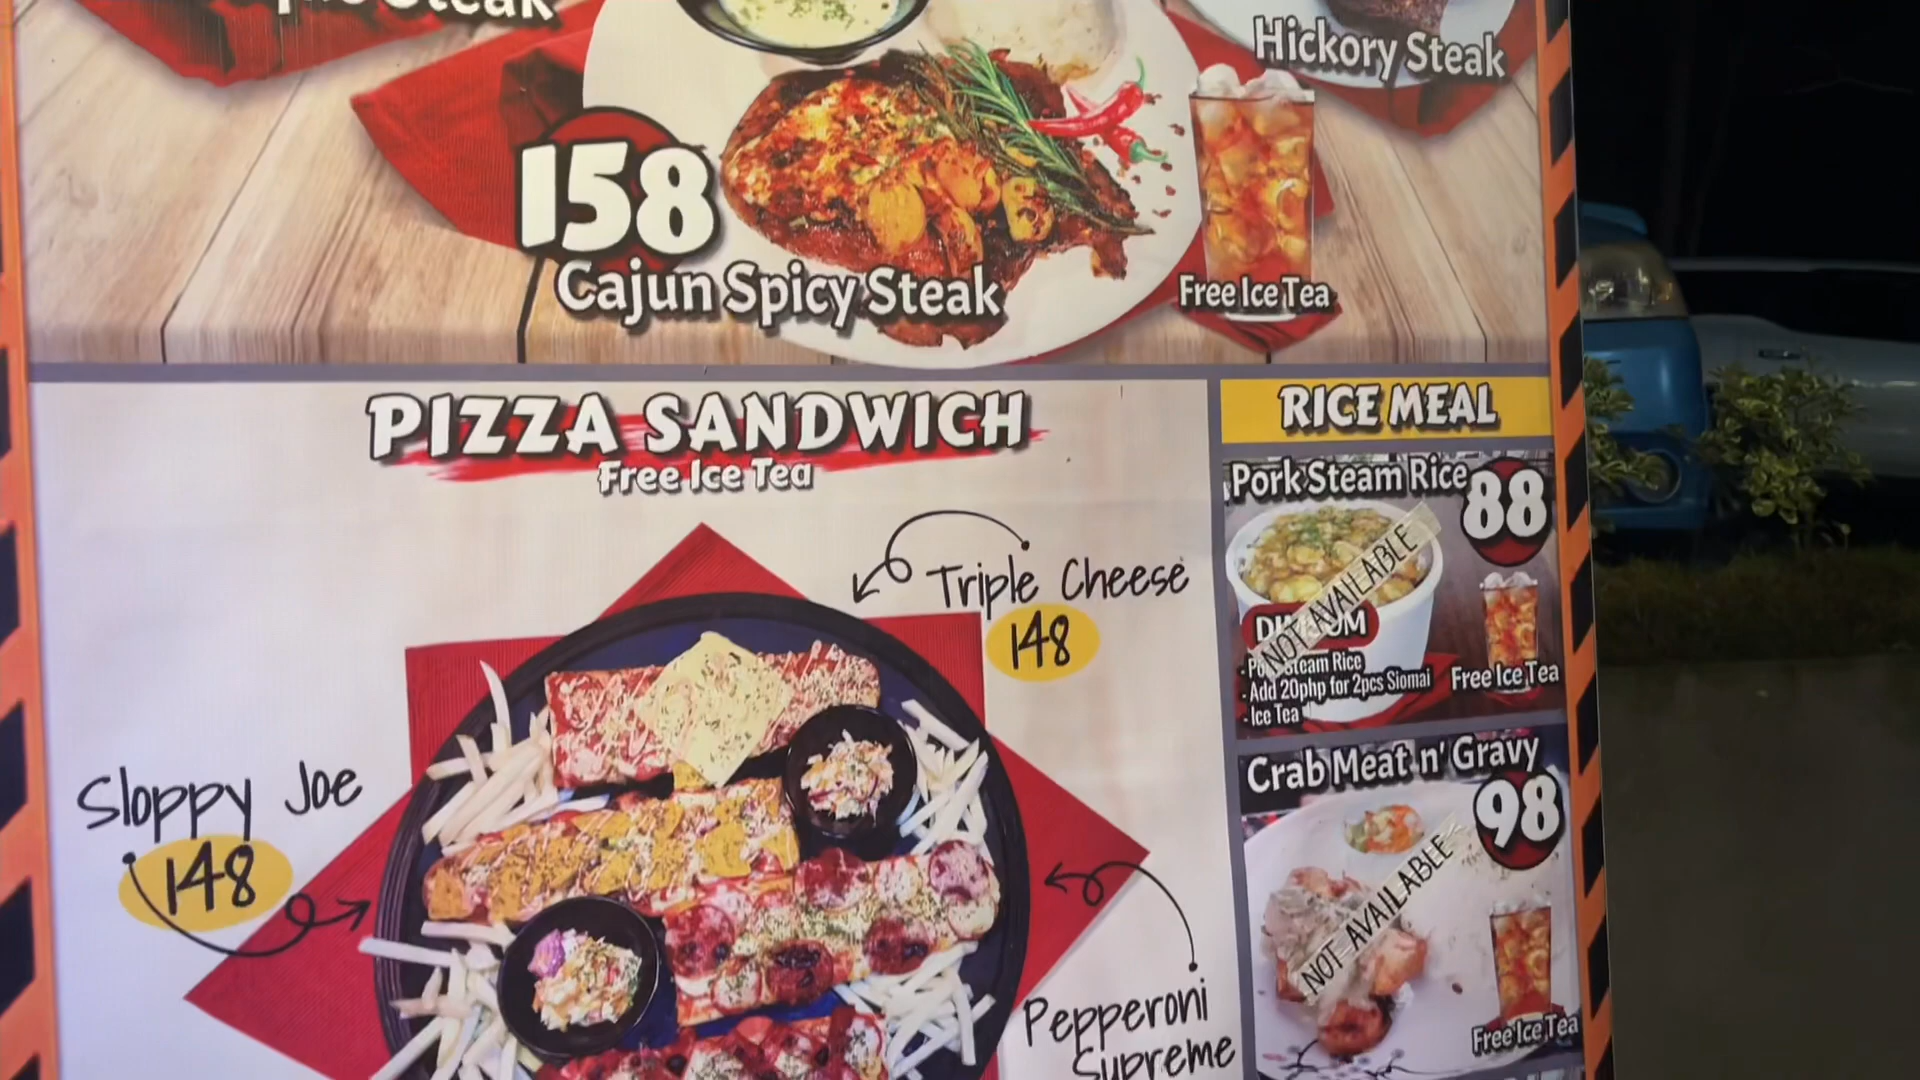 Steak
Hickory Steak
158
Cajun Spicy Steak
Free Ice Tea
PIZZA SANDWICH
Free Ice Tea
Triple Cheese
148
Sloppy Joe
148
Pepperoni
Supreme
RICE MEAL
Pork Steam Rice
88
NOT AVAILABLE
Steam Rice
- Add 20php for 2pcs Siomai
- Ice Tea
Free Ice Tea
Crab Meat n' Gravy
98
NOT AVAILABLE
Free Ice Tea